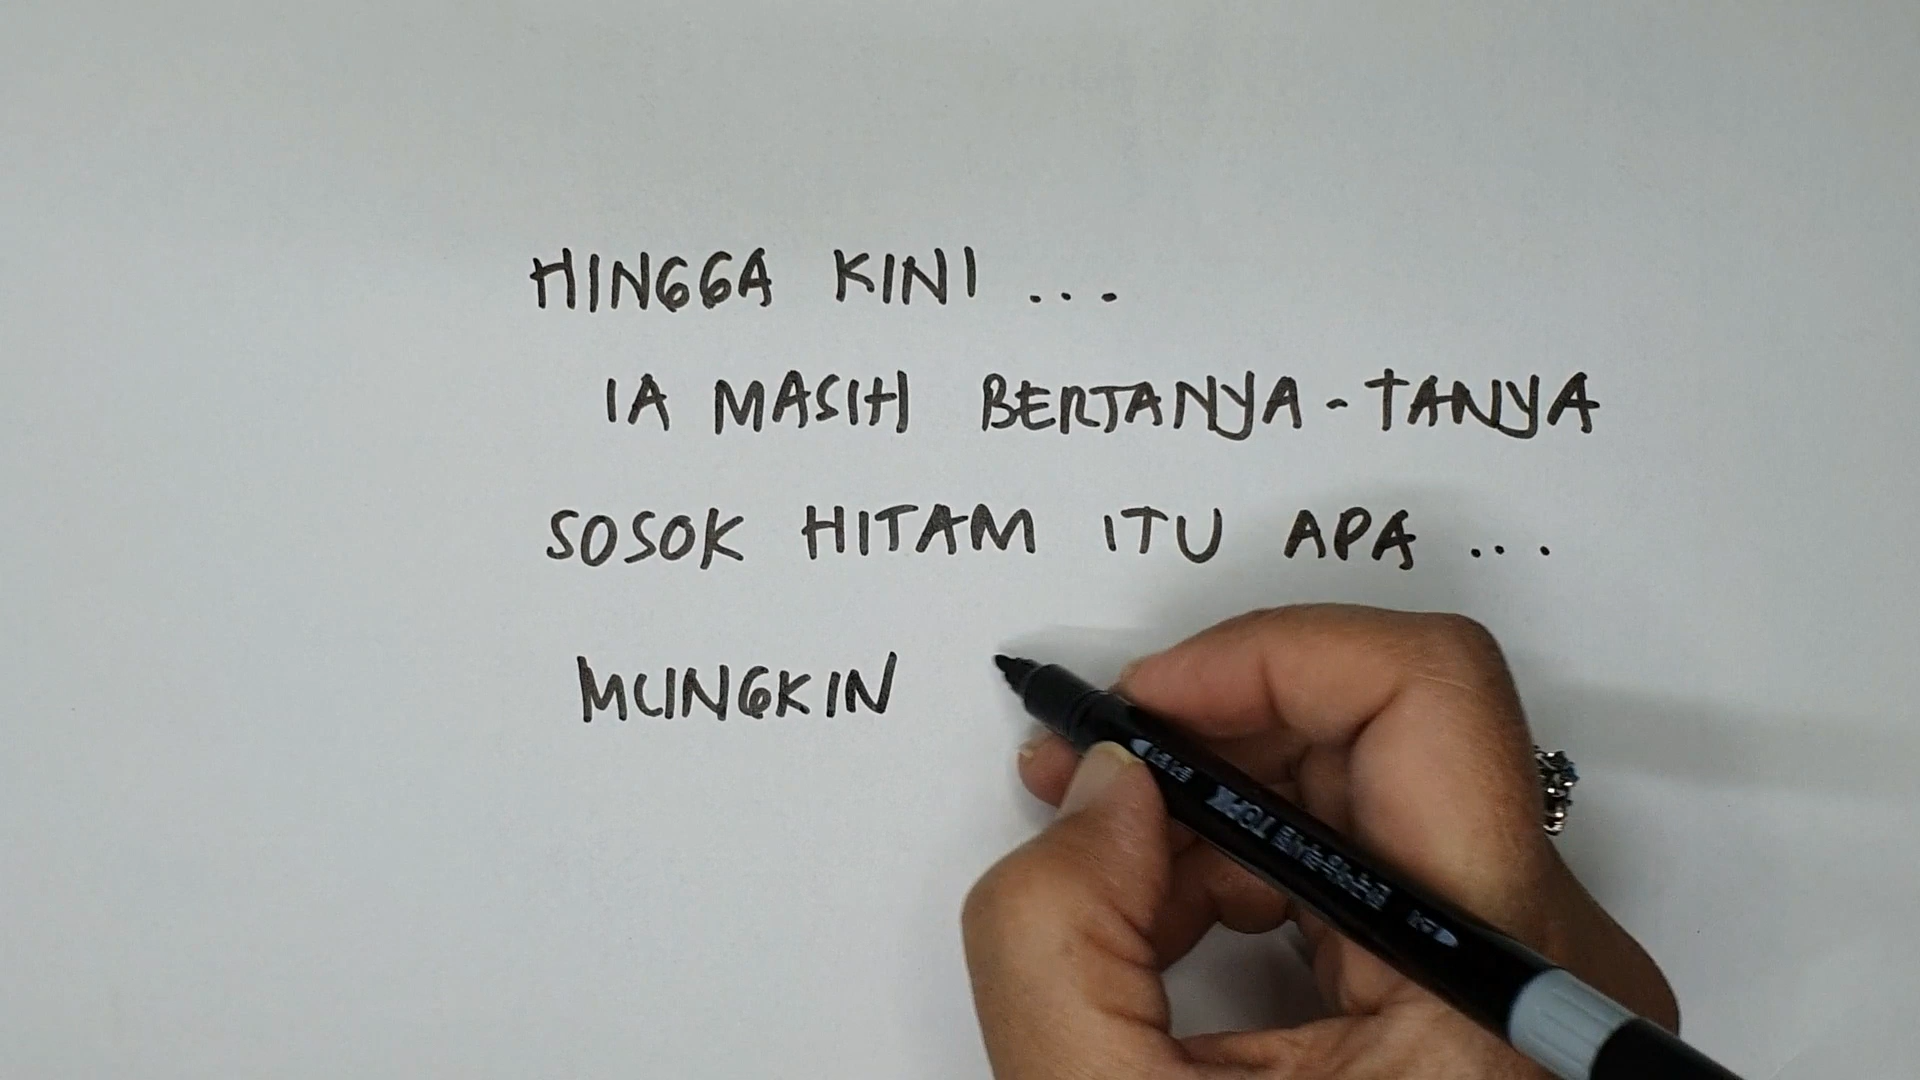 HINGGA KINI ...
IA MASIH BERTANYA-TANYA
SOSOK HITAM ITU APA ...
MUNGKIN